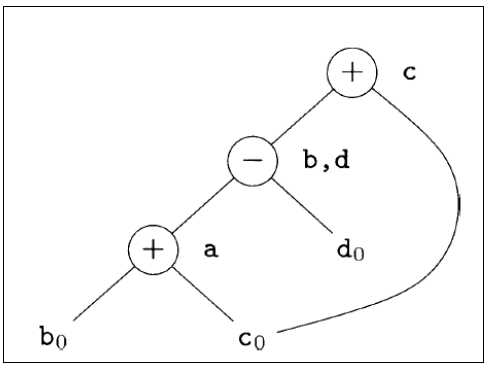 + c
− b,d
+ a
d₀
b₀ c₀